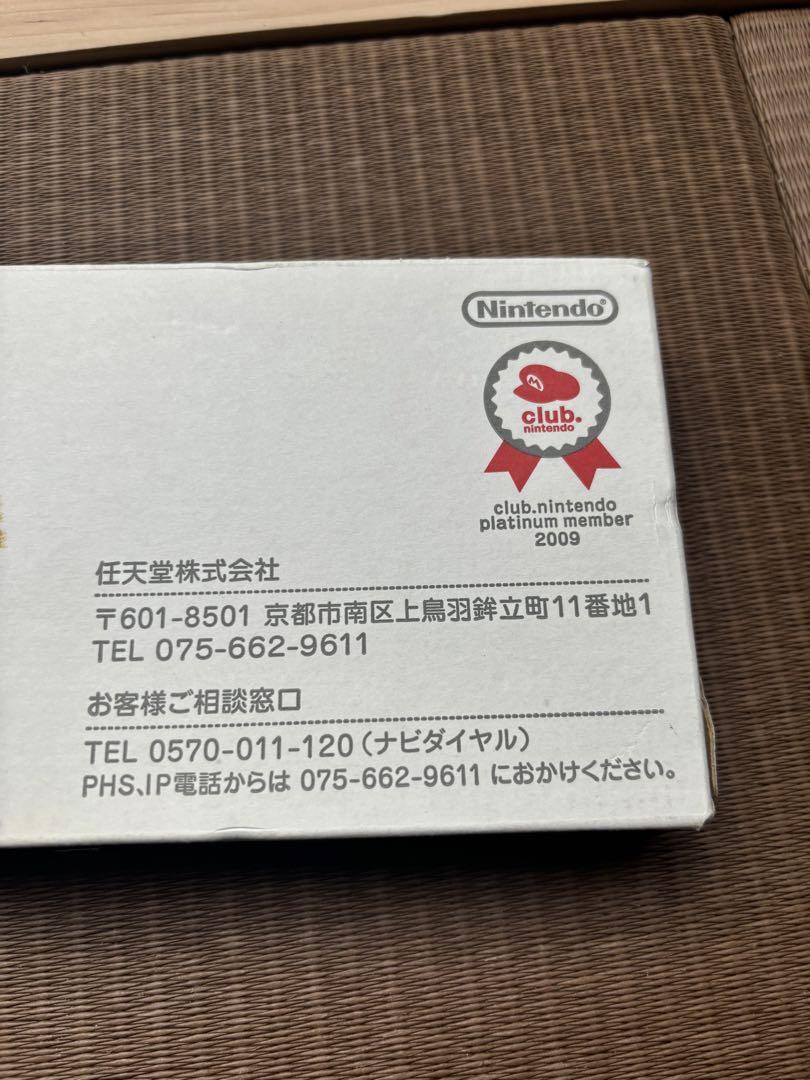 Nintendo®
M
club.
nintendo
club.nintendo
platinum member
2009
任天堂株式会社
〒601-8501 京都市南区上鳥羽鉾立町11番地1
TEL 075-662-9611
お客様ご相談窓口
TEL 0570-011-120(ナビダイヤル)
PHS、IP電話からは 075-662-9611 におかけください。